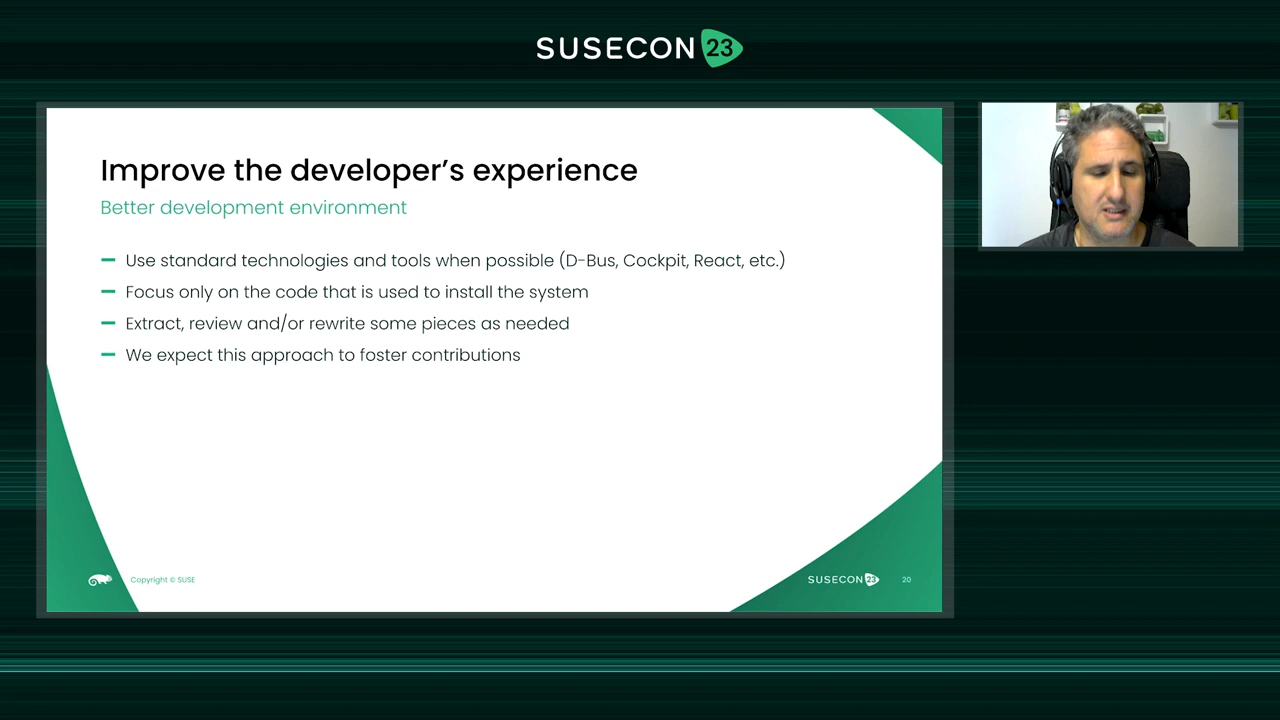 SUSECON 23
Improve the developer's experience
Better development environment
Use standard technologies and tools when possible (D-Bus, Cockpit, React, etc.)
Focus only on the code that is used to install the system
Extract, review and/or rewrite some pieces as needed
We expect this approach to foster contributions
Copyright © SUSE
SUSECON 23
20